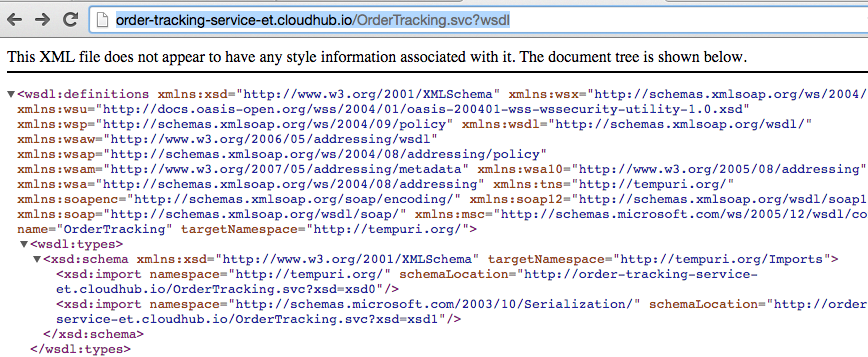 order-tracking-service-et.cloudhub.io/OrderTracking.svc?wsdl
This XML file does not appear to have any style information associated with it. The document tree is shown below.
▼<wsdl:definitions xmlns:xsd="http://www.w3.org/2001/XMLSchema" xmlns:wsx="http://schemas.xmlsoap.org/ws/2004/
xmlns:wsu="http://docs.oasis-open.org/wss/2004/01/oasis-200401-wss-wssecurity-utility-1.0.xsd"
xmlns:wsp="http://schemas.xmlsoap.org/ws/2004/09/policy" xmlns:wsdl="http://schemas.xmlsoap.org/wsdl/"
xmlns:wsaw="http://www.w3.org/2006/05/addressing/wsdl"
xmlns:wsap="http://schemas.xmlsoap.org/ws/2004/08/addressing/policy"
xmlns:wsam="http://www.w3.org/2007/05/addressing/metadata" xmlns:wsa10="http://www.w3.org/2005/08/addressing"
xmlns:wsa="http://schemas.xmlsoap.org/ws/2004/08/addressing" xmlns:tns="http://tempuri.org/"
xmlns:soapenc="http://schemas.xmlsoap.org/soap/encoding/" xmlns:soap12="http://schemas.xmlsoap.org/wsdl/soap1
xmlns:soap="http://schemas.xmlsoap.org/wsdl/soap/" xmlns:msc="http://schemas.microsoft.com/ws/2005/12/wsdl/co
name="OrderTracking" targetNamespace="http://tempuri.org/">
▼<wsdl:types>
▼<xsd:schema xmlns:xsd="http://www.w3.org/2001/XMLSchema" targetNamespace="http://tempuri.org/Imports">
<xsd:import namespace="http://tempuri.org/" schemaLocation="http://order-tracking-service-
et.cloudhub.io/OrderTracking.svc?xsd=xsd0"/>
<xsd:import namespace="http://schemas.microsoft.com/2003/10/Serialization/" schemaLocation="http://order
service-et.cloudhub.io/OrderTracking.svc?xsd=xsd1"/>
</xsd:schema>
</wsdl:types>